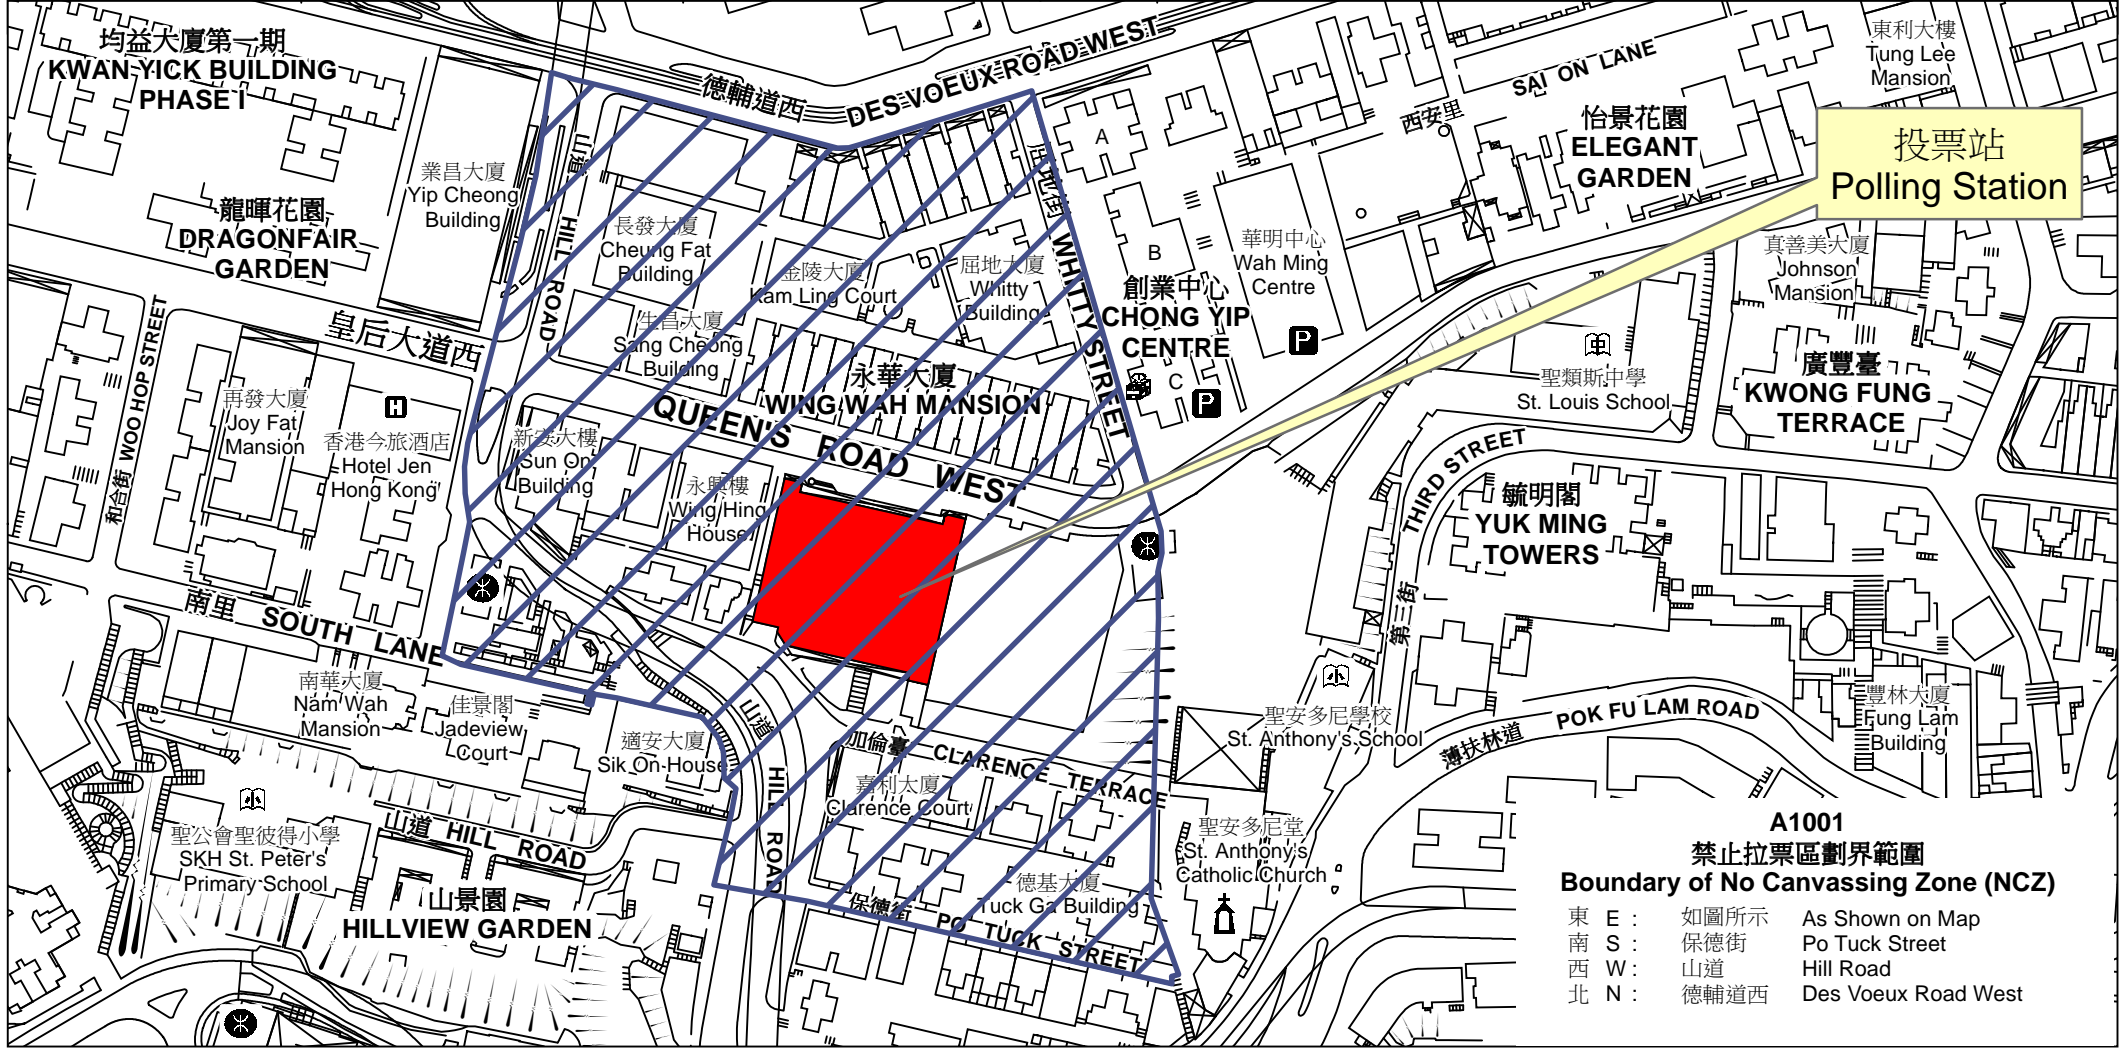 均益大廈第一期
KWAN YICK BUILDING
PHASE I
德輔道西
DES VOEUX ROAD WEST
東利大樓
Tung Lee
Mansion
SAI ON LANE
西安里
怡景花園
ELEGANT
GARDEN
投票站
Polling Station
業昌大廈
Yip Cheong
Building
龍暉花園
DRAGONFAIR
GARDEN
山道
HILL ROAD
長發大廈
Cheung Fat
Building
金陵大廈
Kam Ling Court
屈地大廈
Whitty
Building
屈地街
WHITTY STREET
A
B
C
創業中心
CHONG YIP
CENTRE
華明中心
Wah Ming
Centre
P
P
真善美大廈
Johnson
Mansion
皇后大道西
和合街 WOO HOP STREET
生昌大廈
Sang Cheong
Building
永華大廈
WING WAH MANSION
QUEEN'S ROAD WEST
中
聖類斯中學
St. Louis School
廣豐臺
KWONG FUNG
TERRACE
再發大廈
Joy Fat
Mansion
H
香港今旅酒店
Hotel Jen
Hong Kong
新安大樓
Sun On
Building
永興樓
Wing Hing
House
THIRD STREET
第三街
毓明閣
YUK MING
TOWERS
南里 SOUTH LANE
南華大廈
Nam Wah
Mansion
佳景閣
Jadeview
Court
適安大廈
Sik On House
山道
HILL ROAD
加倫臺 CLARENCE TERRACE
嘉利大廈
Clarence Court
小
聖安多尼學校
St. Anthony's School
薄扶林道 POK FU LAM ROAD
豐林大廈
Fung Lam
Building
小
聖公會聖彼得小學
SKH St. Peter's
Primary School
山道 HILL ROAD
山景園
HILLVIEW GARDEN
德基大廈
Tuck Ga Building
保德街 PO TUCK STREET
聖安多尼堂
St. Anthony's
Catholic Church
A1001
禁止拉票區劃界範圍
Boundary of No Canvassing Zone (NCZ)
東 E : 如圖所示 As Shown on Map
南 S : 保德街 Po Tuck Street
西 W : 山道 Hill Road
北 N : 德輔道西 Des Voeux Road West